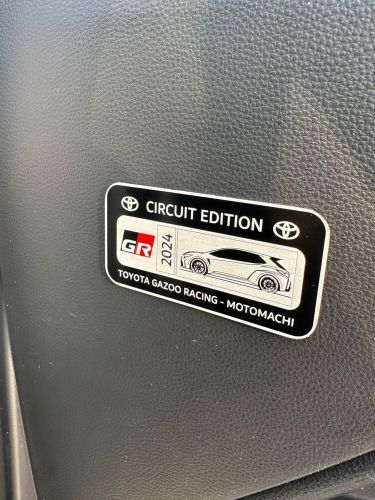 CIRCUIT EDITION
GR
2024
TOYOTA GAZOO RACING - MOTOMACHI